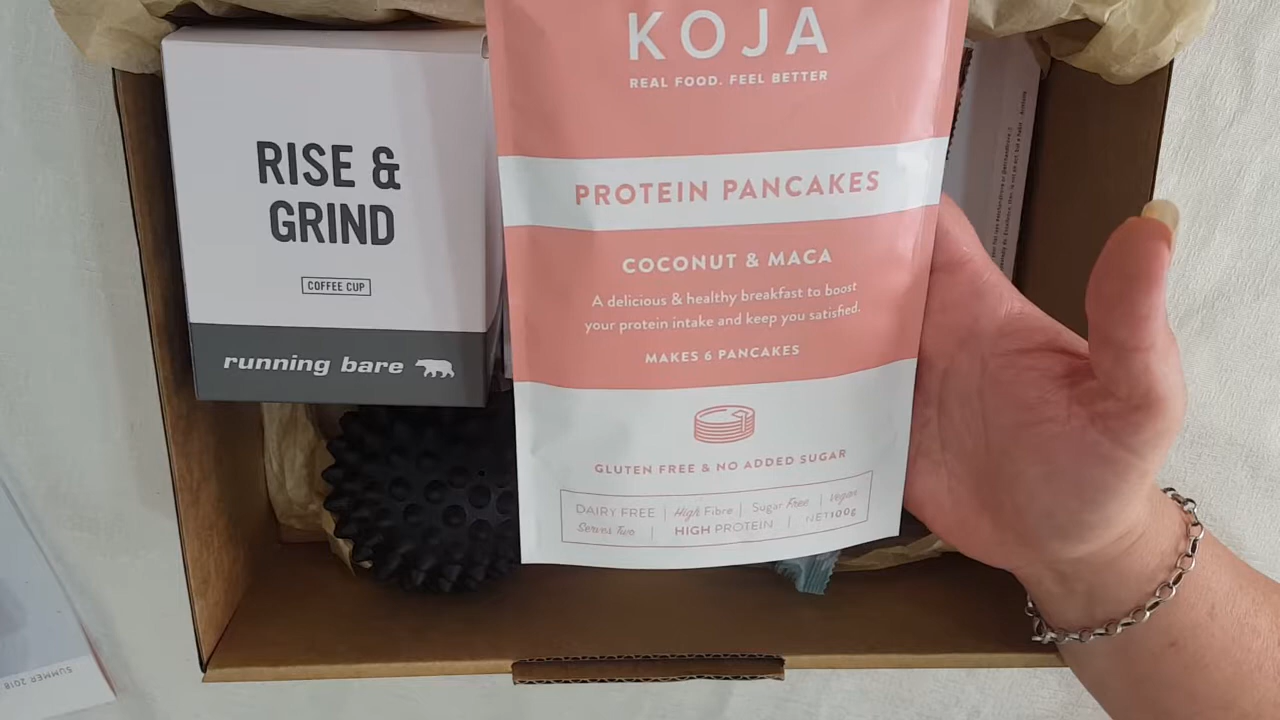 RISE &
GRIND
COFFEE CUP
running bare
KOJA
REAL FOOD. FEEL BETTER
PROTEIN PANCAKES
COCONUT & MACA
A delicious & healthy breakfast to boost
your protein intake and keep you satisfied.
MAKES 6 PANCAKES
GLUTEN FREE & NO ADDED SUGAR
DAIRY FREE | High Fibre | Sugar Free | Vegan
Serves Two | HIGH PROTEIN | NET 100g
SUMMER 2018